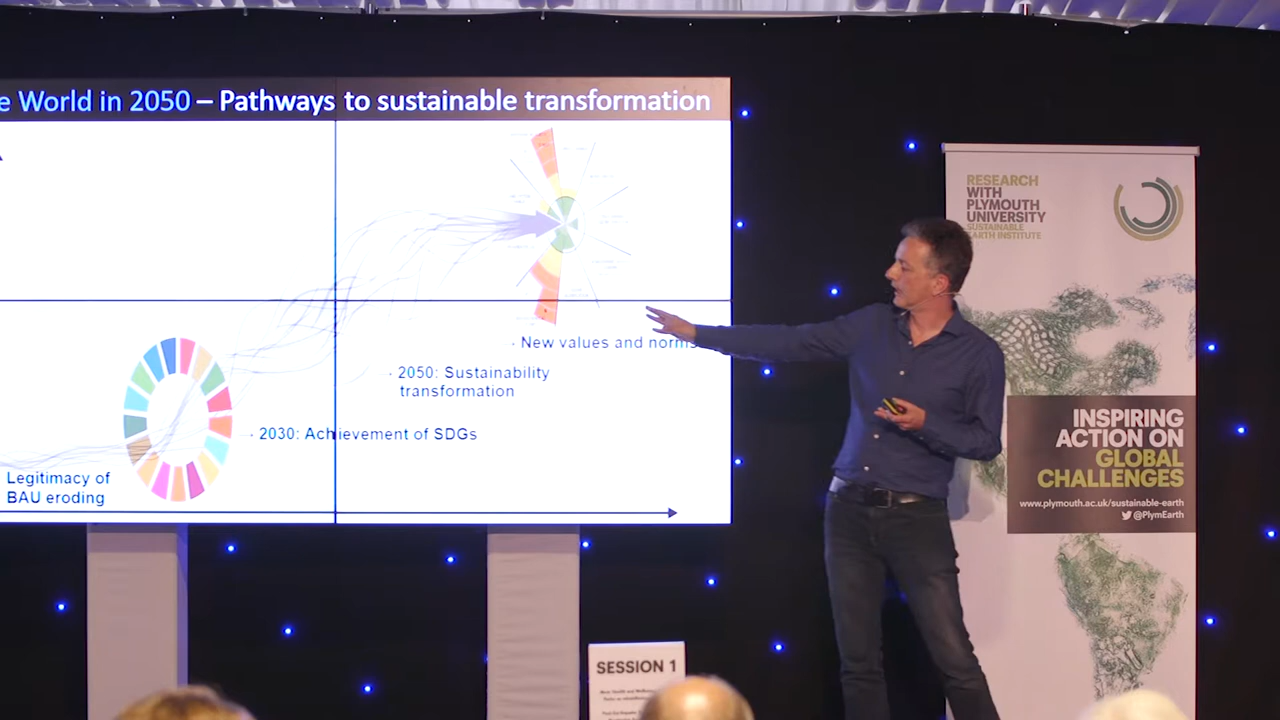 e World in 2050 – Pathways to sustainable transformation
New values and norms
2050: Sustainability
transformation
2030: Achievement of SDGs
Legitimacy of
BAU eroding
RESEARCH
WITH
PLYMOUTH
UNIVERSITY
SUSTAINABLE
EARTH INSTITUTE
INSPIRING
ACTION ON
GLOBAL
CHALLENGES
www.plymouth.ac.uk/sustainable-earth
@PlymEarth
SESSION 1